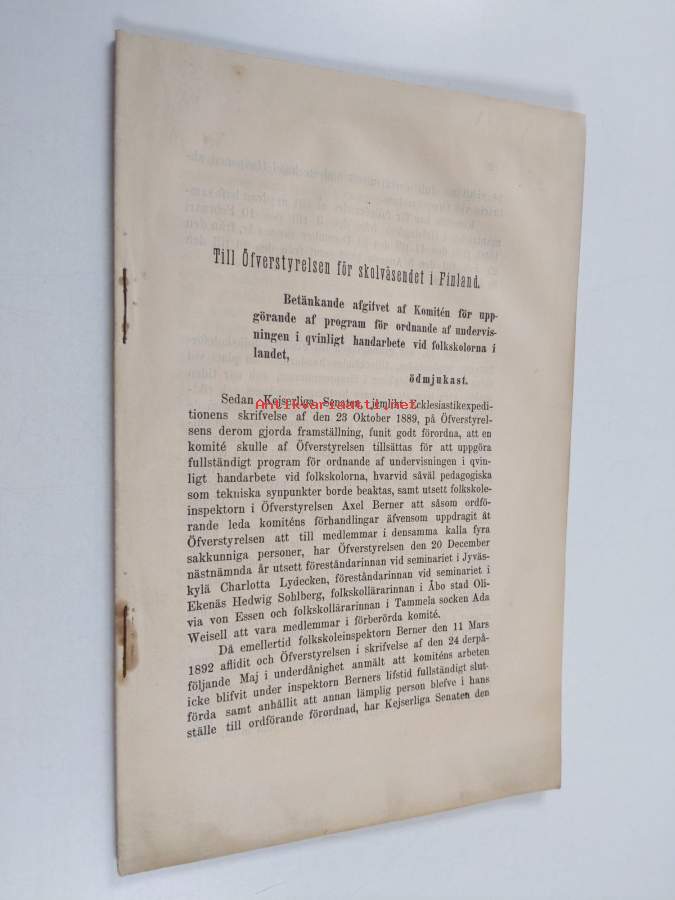 Till Öfverstyrelsen för skolväsendet i Finland.
Betänkande afgifvet af Komitén för upp-
görande af program för ordnande af undervis-
ningen i qvinligt handarbete vid folkskolorna i
landet,
ödmjukast.
Sedan Kejserliga Senaten jemlikt Ecklesiastikexpedi-
Antikvariaatti.net
tionens skrifvelse af den 23 Oktober 1889, på Öfverstyrel-
sens derom gjorda framställning, funit godt förordna, att en
komité skulle af Öfverstyrelsen tillsättas för att uppgöra
fullständigt program för ordnande af undervisningen i qvin-
ligt handarbete vid folkskolorna, hvarvid såväl pedagogiska
som tekniska synpunkter borde beaktas, samt utsett folkskole-
inspektorn i Öfverstyrelsen Axel Berner att såsom ordfö-
rande leda komiténs förhandlingar äfvensom uppdragit åt
Öfverstyrelsen att till medlemmar i densamma kalla fyra
sakkunniga personer, har Öfverstyrelsen den 20 December
nästnämnda år utsett föreståndarinnan vid seminariet i Jyväs-
kylä Charlotta Lydecken, föreståndarinnan vid seminariet i
Ekenäs Hedwig Sohlberg, folkskollärarinnan i Åbo stad Oli-
via von Essen och folkskollärarinnan i Tammela socken Ada
Weisell att vara medlemmar i förberörda komité.
Då emellertid folkskoleinspektorn Berner den 11 Mars
1892 aflidit och Öfverstyrelsen i skrifvelse af den 24 derpå-
följande Maj i underdånighet anmält att komiténs arbeten
icke blifvit under inspektorn Berners lifstid fullständigt slut-
förda samt anhållit att annan lämplig person blefve i hans
ställe till ordförande förordnad, har Kejserliga Senaten den